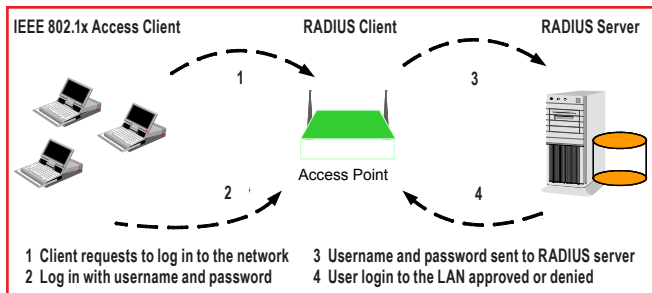 IEEE 802.1x Access Client
RADIUS Client
RADIUS Server
1
3
Access Point
2
4
1 Client requests to log in to the network
2 Log in with username and password
3 Username and password sent to RADIUS server
4 User login to the LAN approved or denied